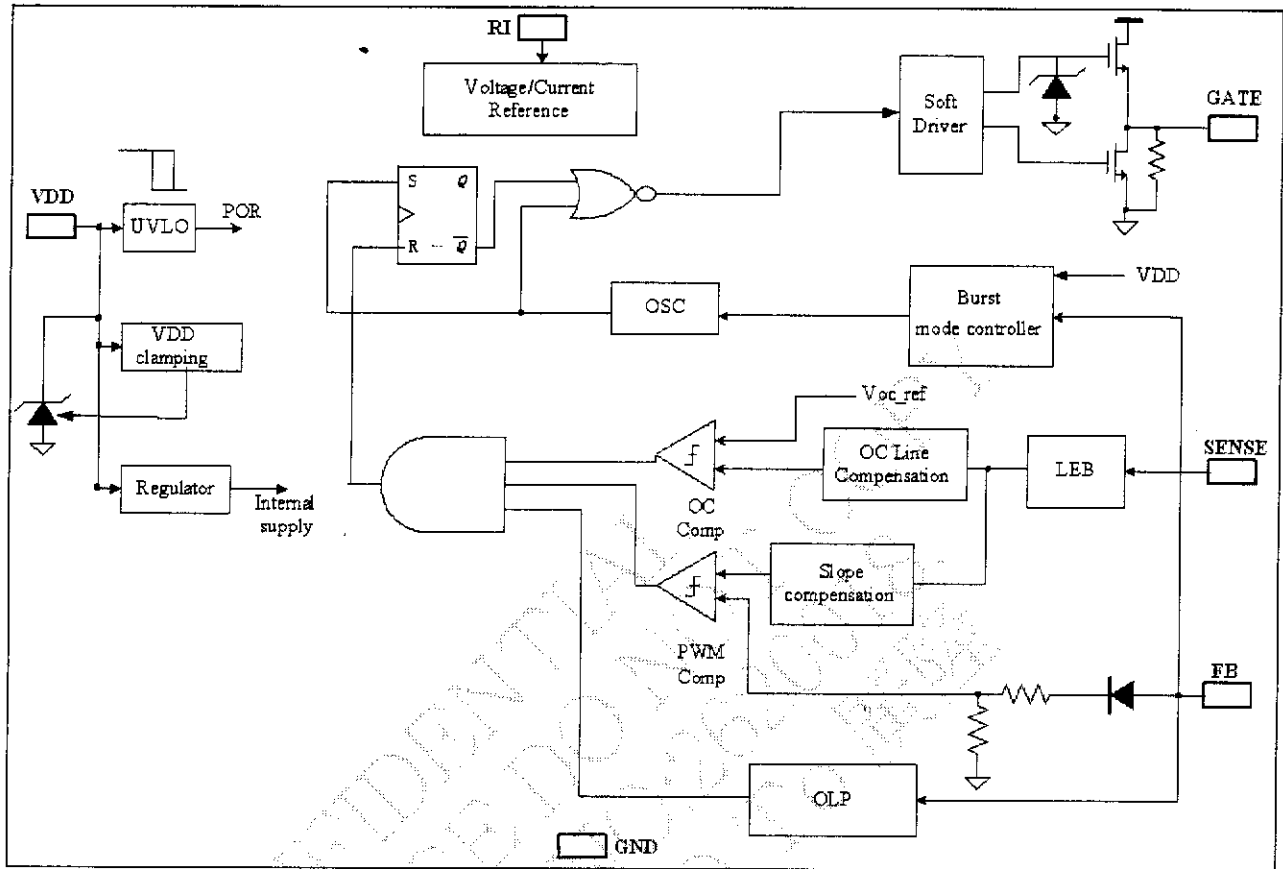 RI
Voltage/Current
Reference
Soft
Driver
GATE
VDD
UVLO
POR
S Q
R Q
VDD
clamping
OSC
Burst
mode controller
VDD
Voc_ref
OC Line
Compensation
LEB
SENSE
Regulator
Internal
supply
OC
Comp
Slope
compensation
PWM
Comp
FB
OLP
GND